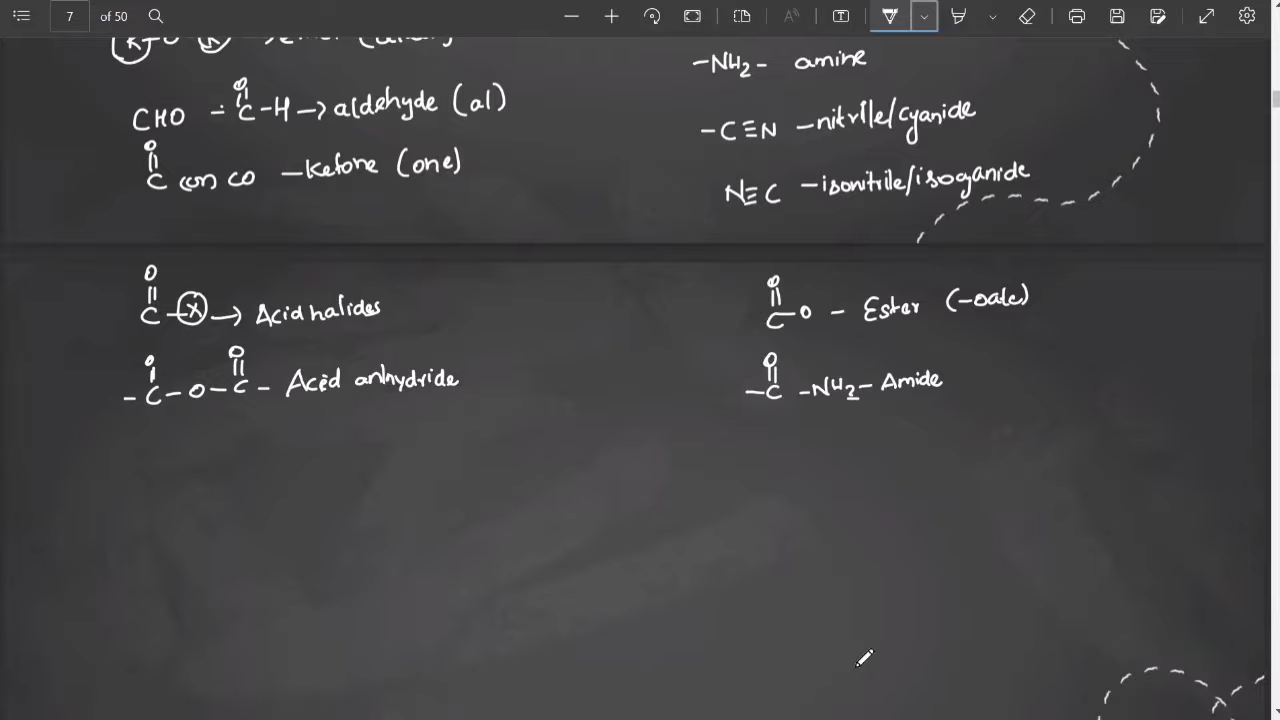 7 of 50
-NH2- amine
CHO - C-H → aldehyde (al)
O
-C≡N -nitrile/cyanide
O
C (or) CO -Ketone (one)
N≡C -isonitrile/isocyanide
O
C-X → Acid halides
O
C-O - Ester (-oate)
O O
-C-O-C- Acid anhydride
O
-C-NH2- Amide